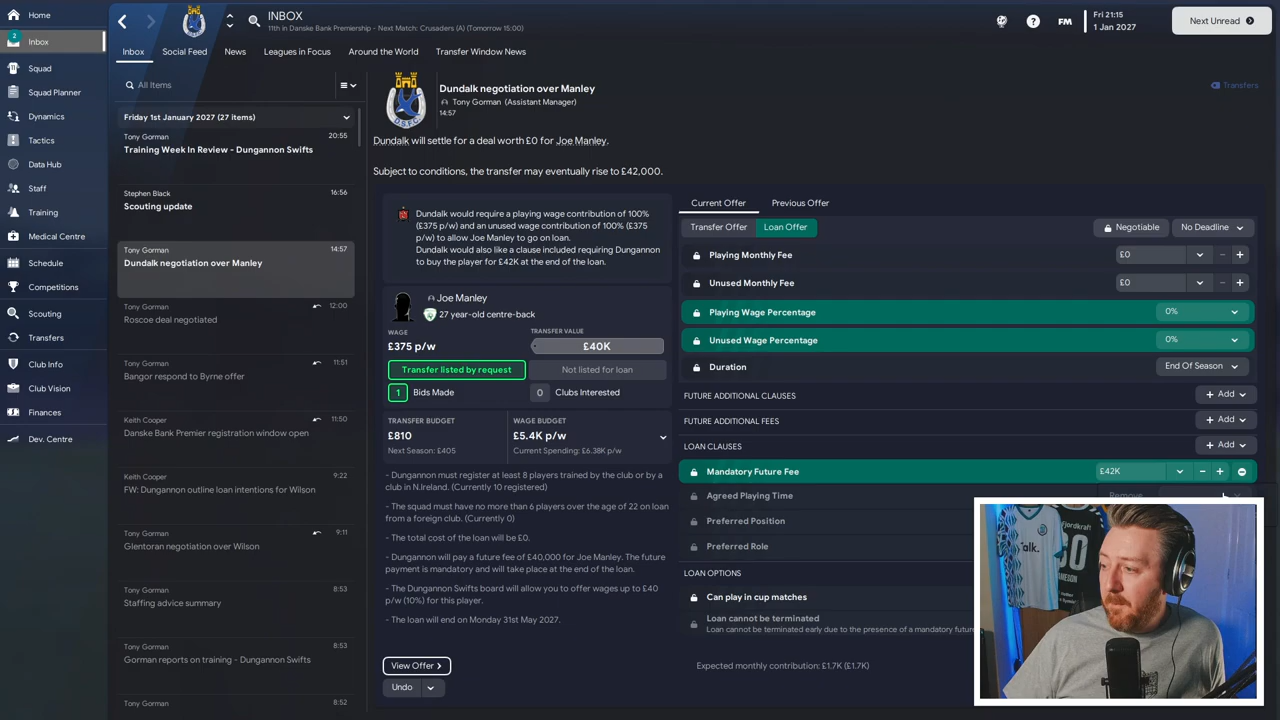 Home
2
Inbox
Squad
Squad Planner
Dynamics
Tactics
Data Hub
Staff
Training
Medical Centre
Schedule
Competitions
Scouting
Transfers
Club Info
Club Vision
Finances
Dev. Centre
INBOX
11th in Danske Bank Premiership - Next Match: Crusaders (A) (Tomorrow 15:00)
FM
Fri 21:15
1 Jan 2027
Next Unread
Inbox
Social Feed
News
Leagues in Focus
Around the World
Transfer Window News
All Items
Friday 1st January 2027 (27 items)
Tony Gorman 20:55
Training Week In Review - Dungannon Swifts
Stephen Black 16:56
Scouting update
Tony Gorman 14:57
Dundalk negotiation over Manley
Tony Gorman 12:00
Roscoe deal negotiated
Tony Gorman 11:51
Bangor respond to Byrne offer
Keith Cooper 11:50
Danske Bank Premier registration window open
Keith Cooper 9:22
FW: Dungannon outline loan intentions for Wilson
Tony Gorman 9:11
Glentoran negotiation over Wilson
Tony Gorman 8:53
Staffing advice summary
Tony Gorman 8:53
Gorman reports on training - Dungannon Swifts
Tony Gorman 8:52
Dundalk negotiation over Manley
Tony Gorman (Assistant Manager)
14:57
Transfers
Dundalk will settle for a deal worth £0 for Joe Manley.
Subject to conditions, the transfer may eventually rise to £42,000.
Dundalk would require a playing wage contribution of 100%
(£375 p/w) and an unused wage contribution of 100% (£375
p/w) to allow Joe Manley to go on loan.
Dundalk would also like a clause included requiring Dungannon
to buy the player for £42K at the end of the loan.
Joe Manley
27 year-old centre-back
WAGE TRANSFER VALUE
£375 p/w £40K
Transfer listed by request Not listed for loan
1 Bids Made 0 Clubs Interested
TRANSFER BUDGET WAGE BUDGET
£810 £5.4K p/w
Next Season: £405 Current Spending: £6.38K p/w
- Dungannon must register at least 8 players trained by the club or by a
club in N.Ireland. (Currently 10 registered)
- The squad must have no more than 6 players over the age of 22 on loan
from a foreign club. (Currently 0)
- The total cost of the loan will be £0.
- Dungannon will pay a future fee of £40,000 for Joe Manley. The future
payment is mandatory and will take place at the end of the loan.
- The Dungannon Swifts board will allow you to offer wages up to £40
p/w (10%) for this player.
- The loan will end on Monday 31st May 2027.
View Offer
Undo
Current Offer Previous Offer
Transfer Offer Loan Offer Negotiable No Deadline
Playing Monthly Fee £0
Unused Monthly Fee £0
Playing Wage Percentage 0%
Unused Wage Percentage 0%
Duration End Of Season
FUTURE ADDITIONAL CLAUSES + Add
FUTURE ADDITIONAL FEES + Add
LOAN CLAUSES + Add
Mandatory Future Fee £42K
Agreed Playing Time Remove
Preferred Position
Preferred Role
LOAN OPTIONS
Can play in cup matches
Loan cannot be terminated
Loan cannot be terminated early due to the presence of a mandatory future
Expected monthly contribution: £1.7K (£1.7K)
Talk.
fjordkraft
JAMESON